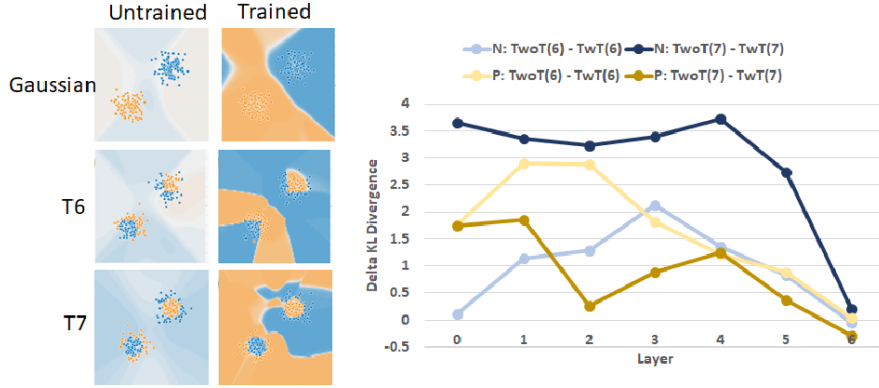 Untrained Trained
Gaussian
T6
T7
N: TwoT(6) - TwT(6) N: TwoT(7) - TwT(7)
P: TwoT(6) - TwT(6) P: TwoT(7) - TwT(7)
Delta KL Divergence
4
3.5
3
2.5
2
1.5
1
0.5
0
-0.5
0 1 2 3 4 5 6
Layer